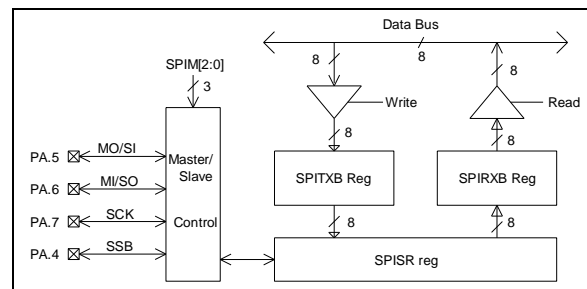 Data Bus
8
8
8
SPIM[2:0]
3
Write
Read
8
8
PA.5
MO/SI
Master/
Slave
Control
SPITXB Reg
SPIRXB Reg
PA.6
MI/SO
PA.7
SCK
8
8
PA.4
SSB
SPISR reg